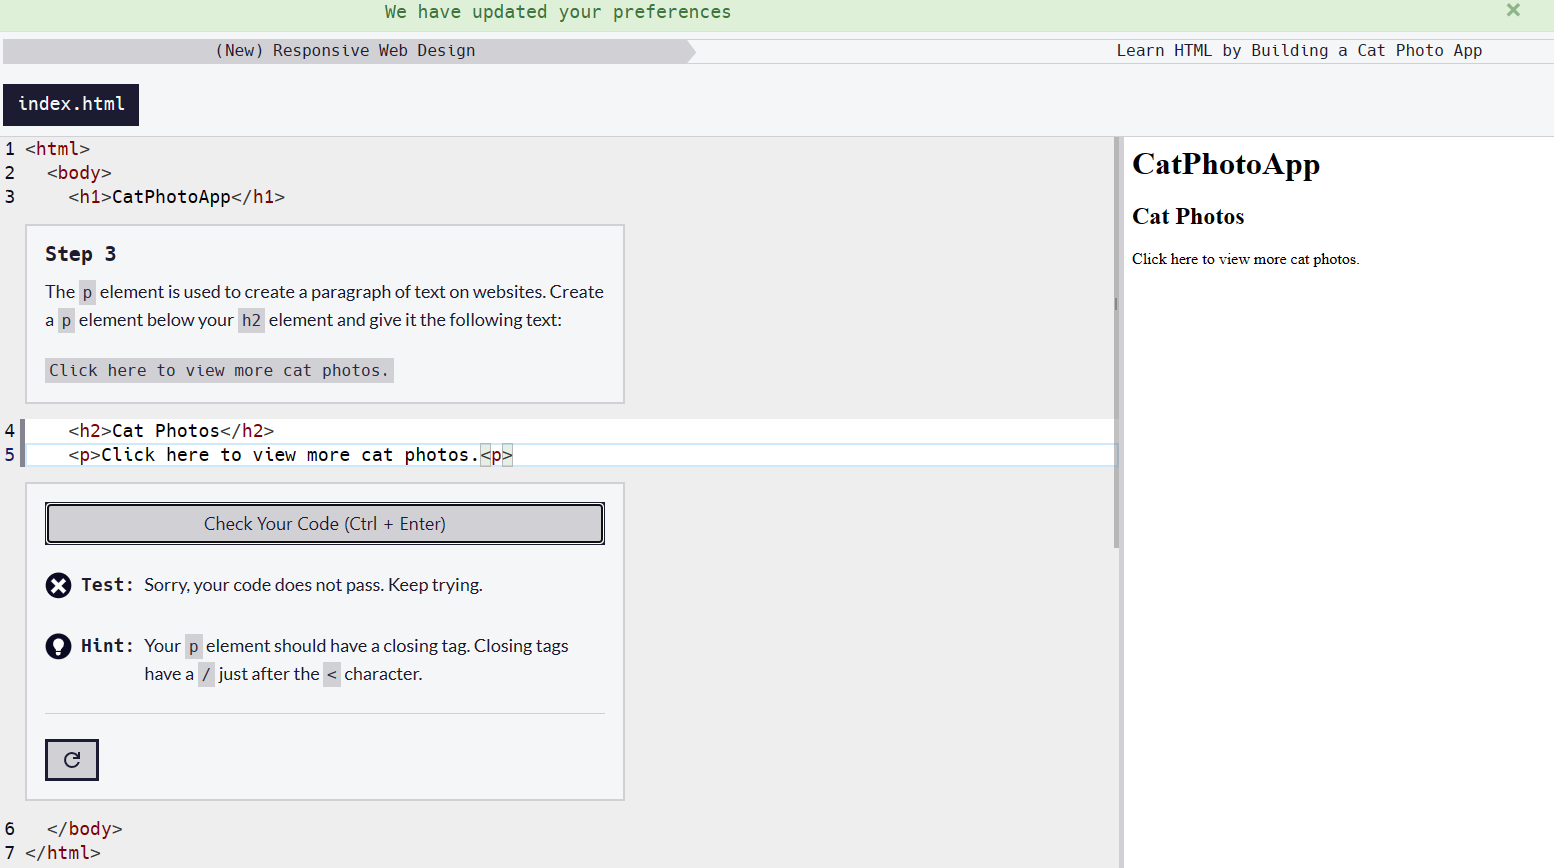 We have updated your preferences ×
(New) Responsive Web Design Learn HTML by Building a Cat Photo App
index.html
1 <html>
2 <body>
3 <h1>CatPhotoApp</h1>
Step 3
The p element is used to create a paragraph of text on websites. Create
a p element below your h2 element and give it the following text:
Click here to view more cat photos.
4 <h2>Cat Photos</h2>
5 <p>Click here to view more cat photos.<p>
Check Your Code (Ctrl + Enter)
Test: Sorry, your code does not pass. Keep trying.
Hint: Your p element should have a closing tag. Closing tags
have a / just after the < character.
6 </body>
7 </html>
CatPhotoApp
Cat Photos
Click here to view more cat photos.